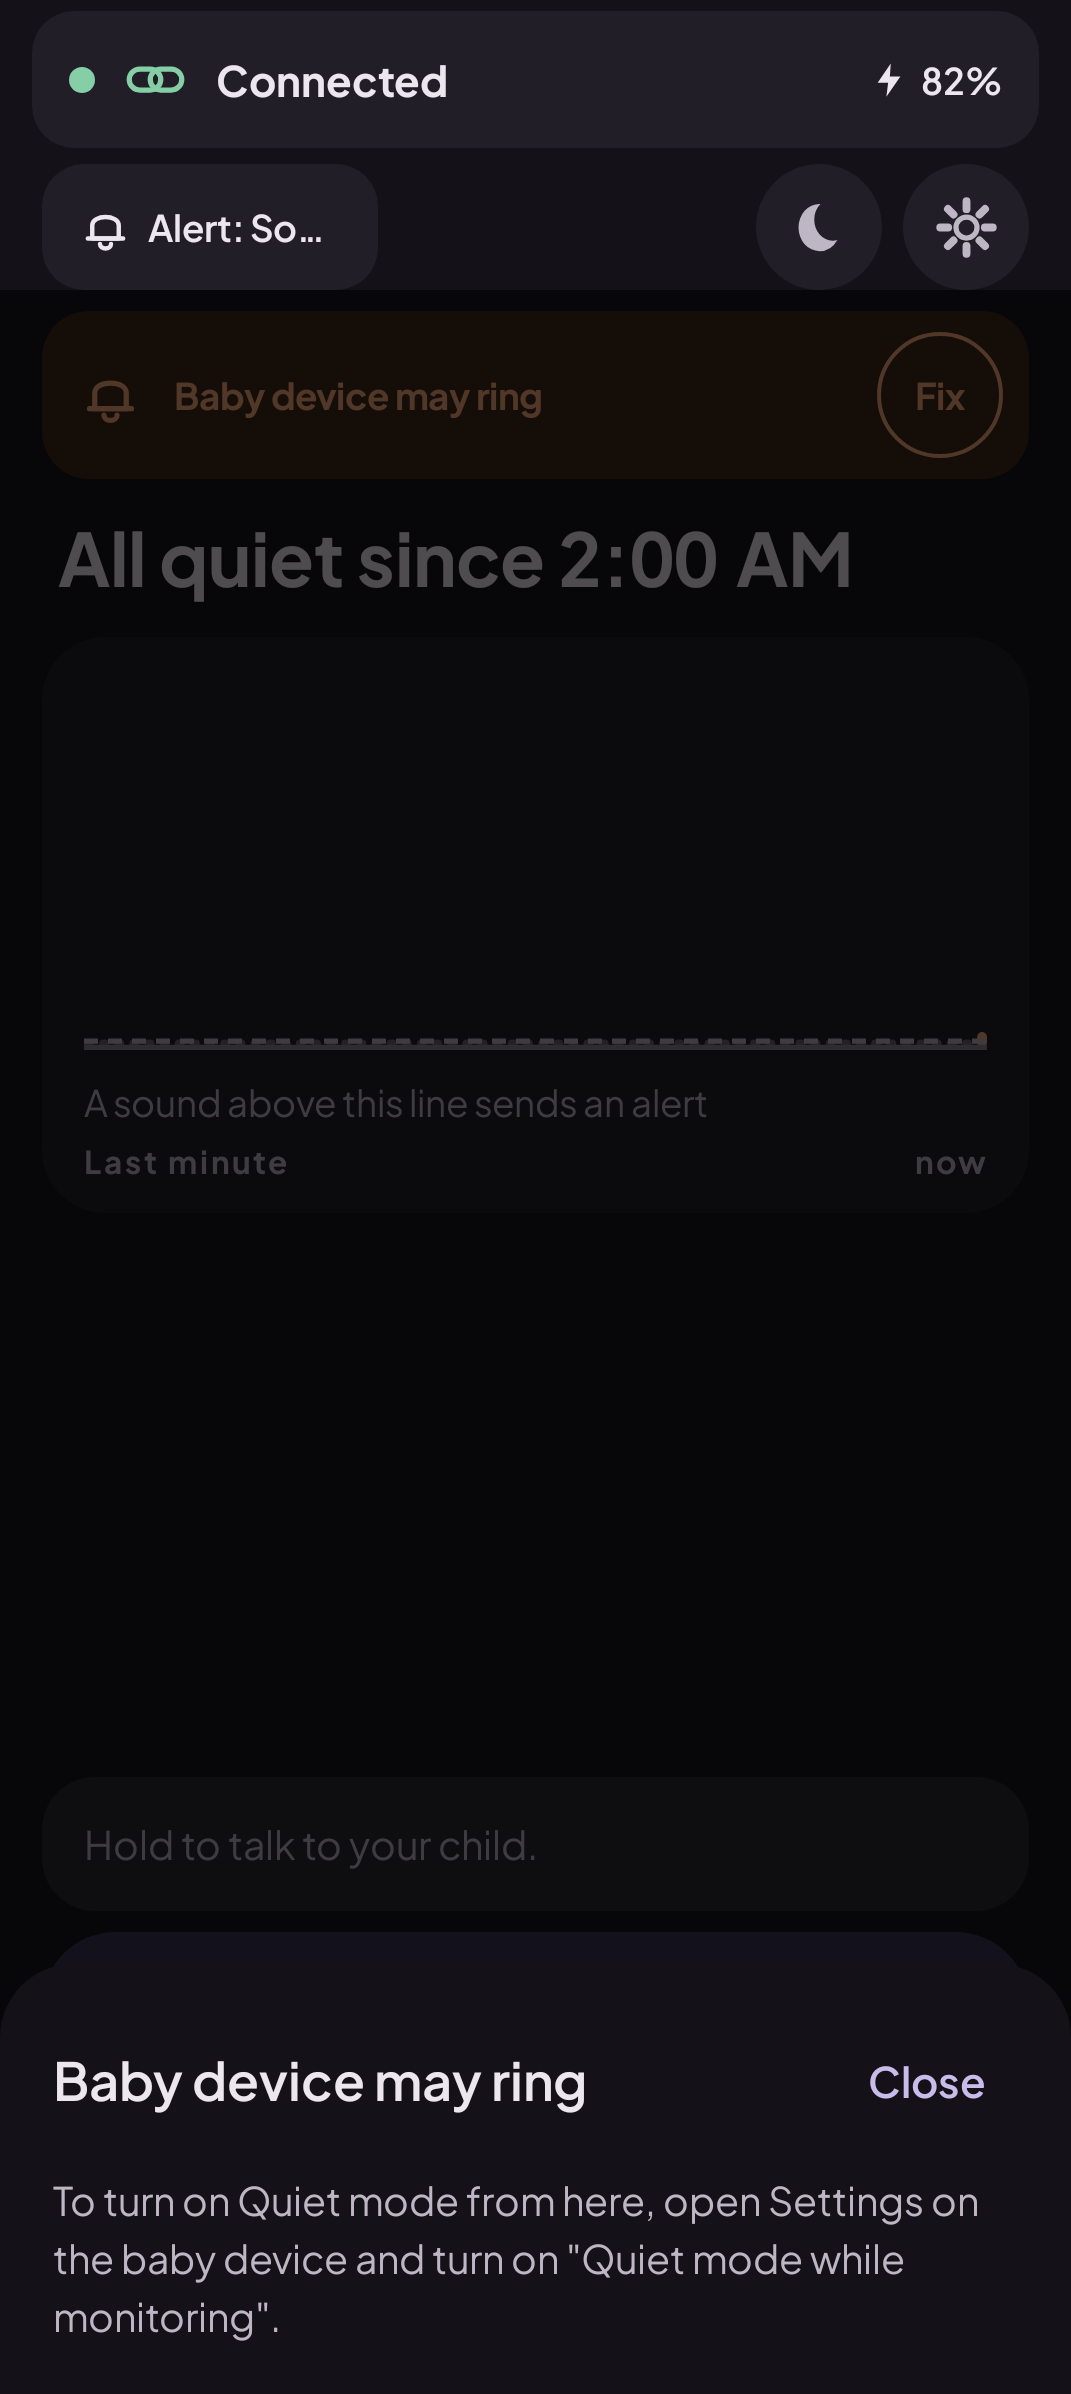 Connected
82%
Alert: So...
Baby device may ring
Fix
All quiet since 2:00 AM
A sound above this line sends an alert
Last minute
now
Hold to talk to your child.
Baby device may ring
Close
To turn on Quiet mode from here, open Settings on
the baby device and turn on "Quiet mode while
monitoring".